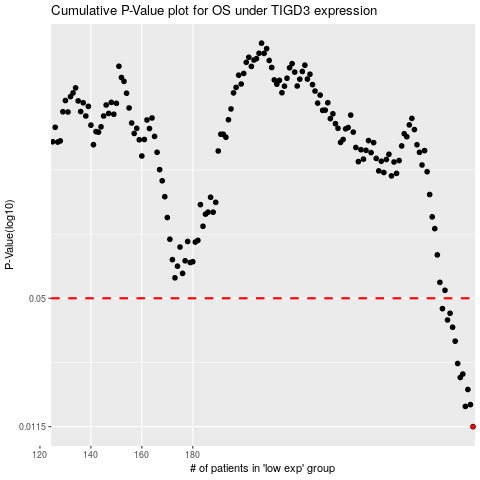 Cumulative P-Value plot for OS under TIGD3 expression
P-Value(log10)
0.05
0.0115
120 140 160 180
# of patients in 'low exp' group